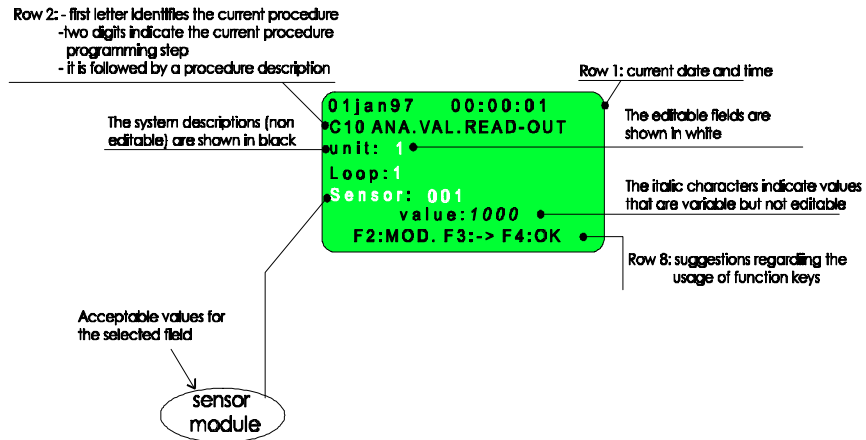 Row 2: - first letter identifies the current procedure
-two digits indicate the current procedure
programming step
- it is followed by a procedure description
Row 1: current date and time
The system descriptions (non
editable) are shown in black
The editable fields are
shown in white
The italic characters indicate values
that are variable but not editable
Row 8: suggestions regarding the
usage of function keys
01jan97 00:00:01
C10 ANA.VAL.READ-OUT
unit: 1
Loop:1
Sensor: 001
value:1000
F2:MOD. F3:-> F4:OK
Acceptable values for
the selected field
sensor
module